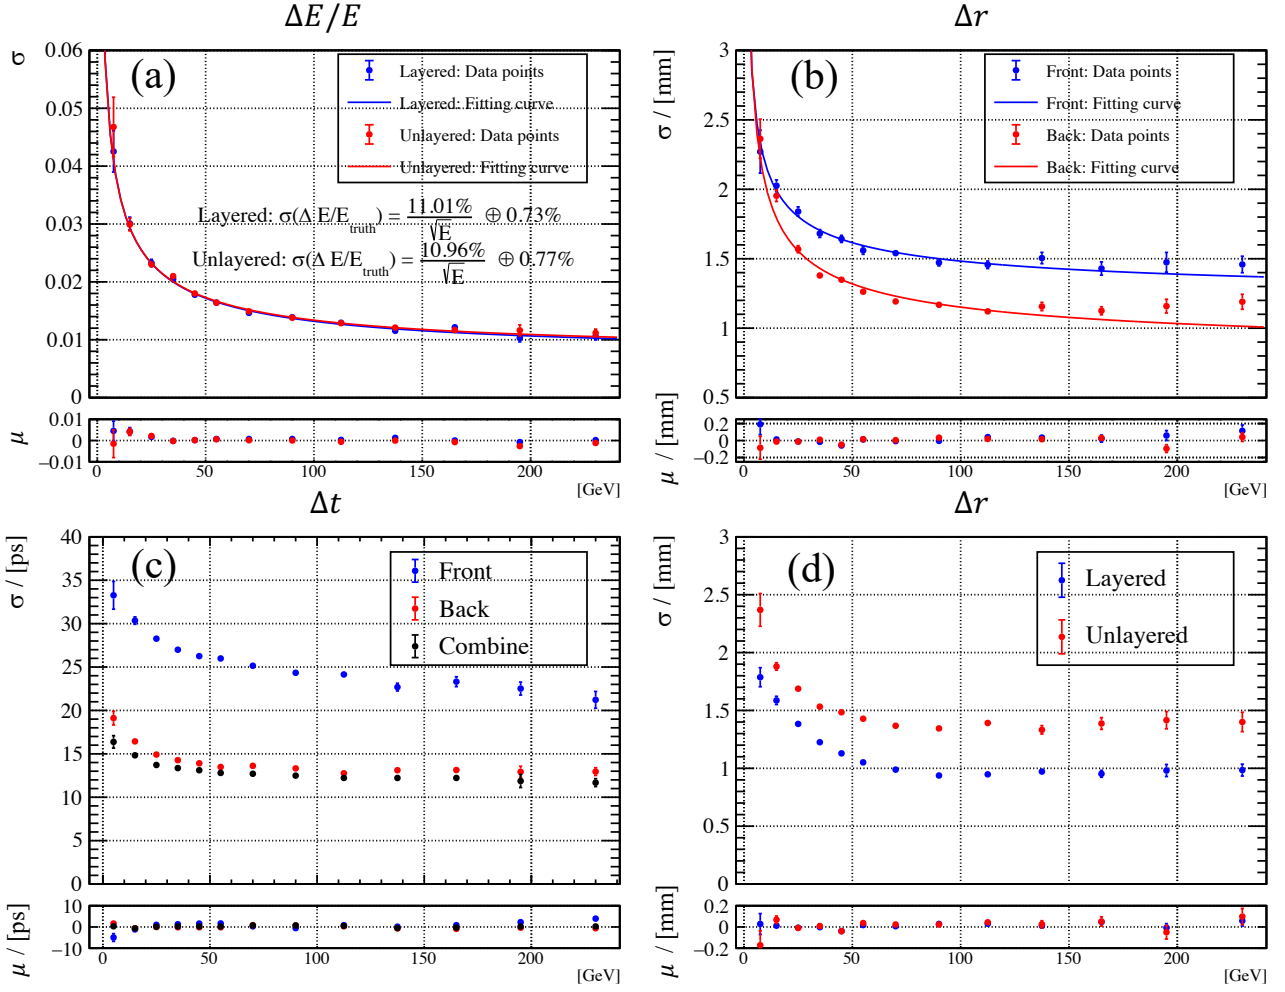 ΔE/E
σ
0.06
0.05
0.04
0.03
0.02
0.01
0
(a)
Layered: Data points
Layered: Fitting curve
Unlayered: Data points
Unlayered: Fitting curve
Layered: σ(Δ E/E_truth) = 11.01%/√E ⊕ 0.73%
Unlayered: σ(Δ E/E_truth) = 10.96%/√E ⊕ 0.77%
μ
0.01
0
−0.01
0 50 100 150 200
[GeV]
Δr
σ / [mm]
3
2.5
2
1.5
1
0.5
(b)
Front: Data points
Front: Fitting curve
Back: Data points
Back: Fitting curve
μ / [mm]
0.2
0
−0.2
0 50 100 150 200
[GeV]
Δt
σ / [ps]
40
35
30
25
20
15
10
5
0
(c)
Front
Back
Combine
μ / [ps]
10
0
−10
0 50 100 150 200
[GeV]
Δr
σ / [mm]
3
2.5
2
1.5
1
0.5
0
(d)
Layered
Unlayered
μ / [mm]
0.2
0
−0.2
0 50 100 150 200
[GeV]